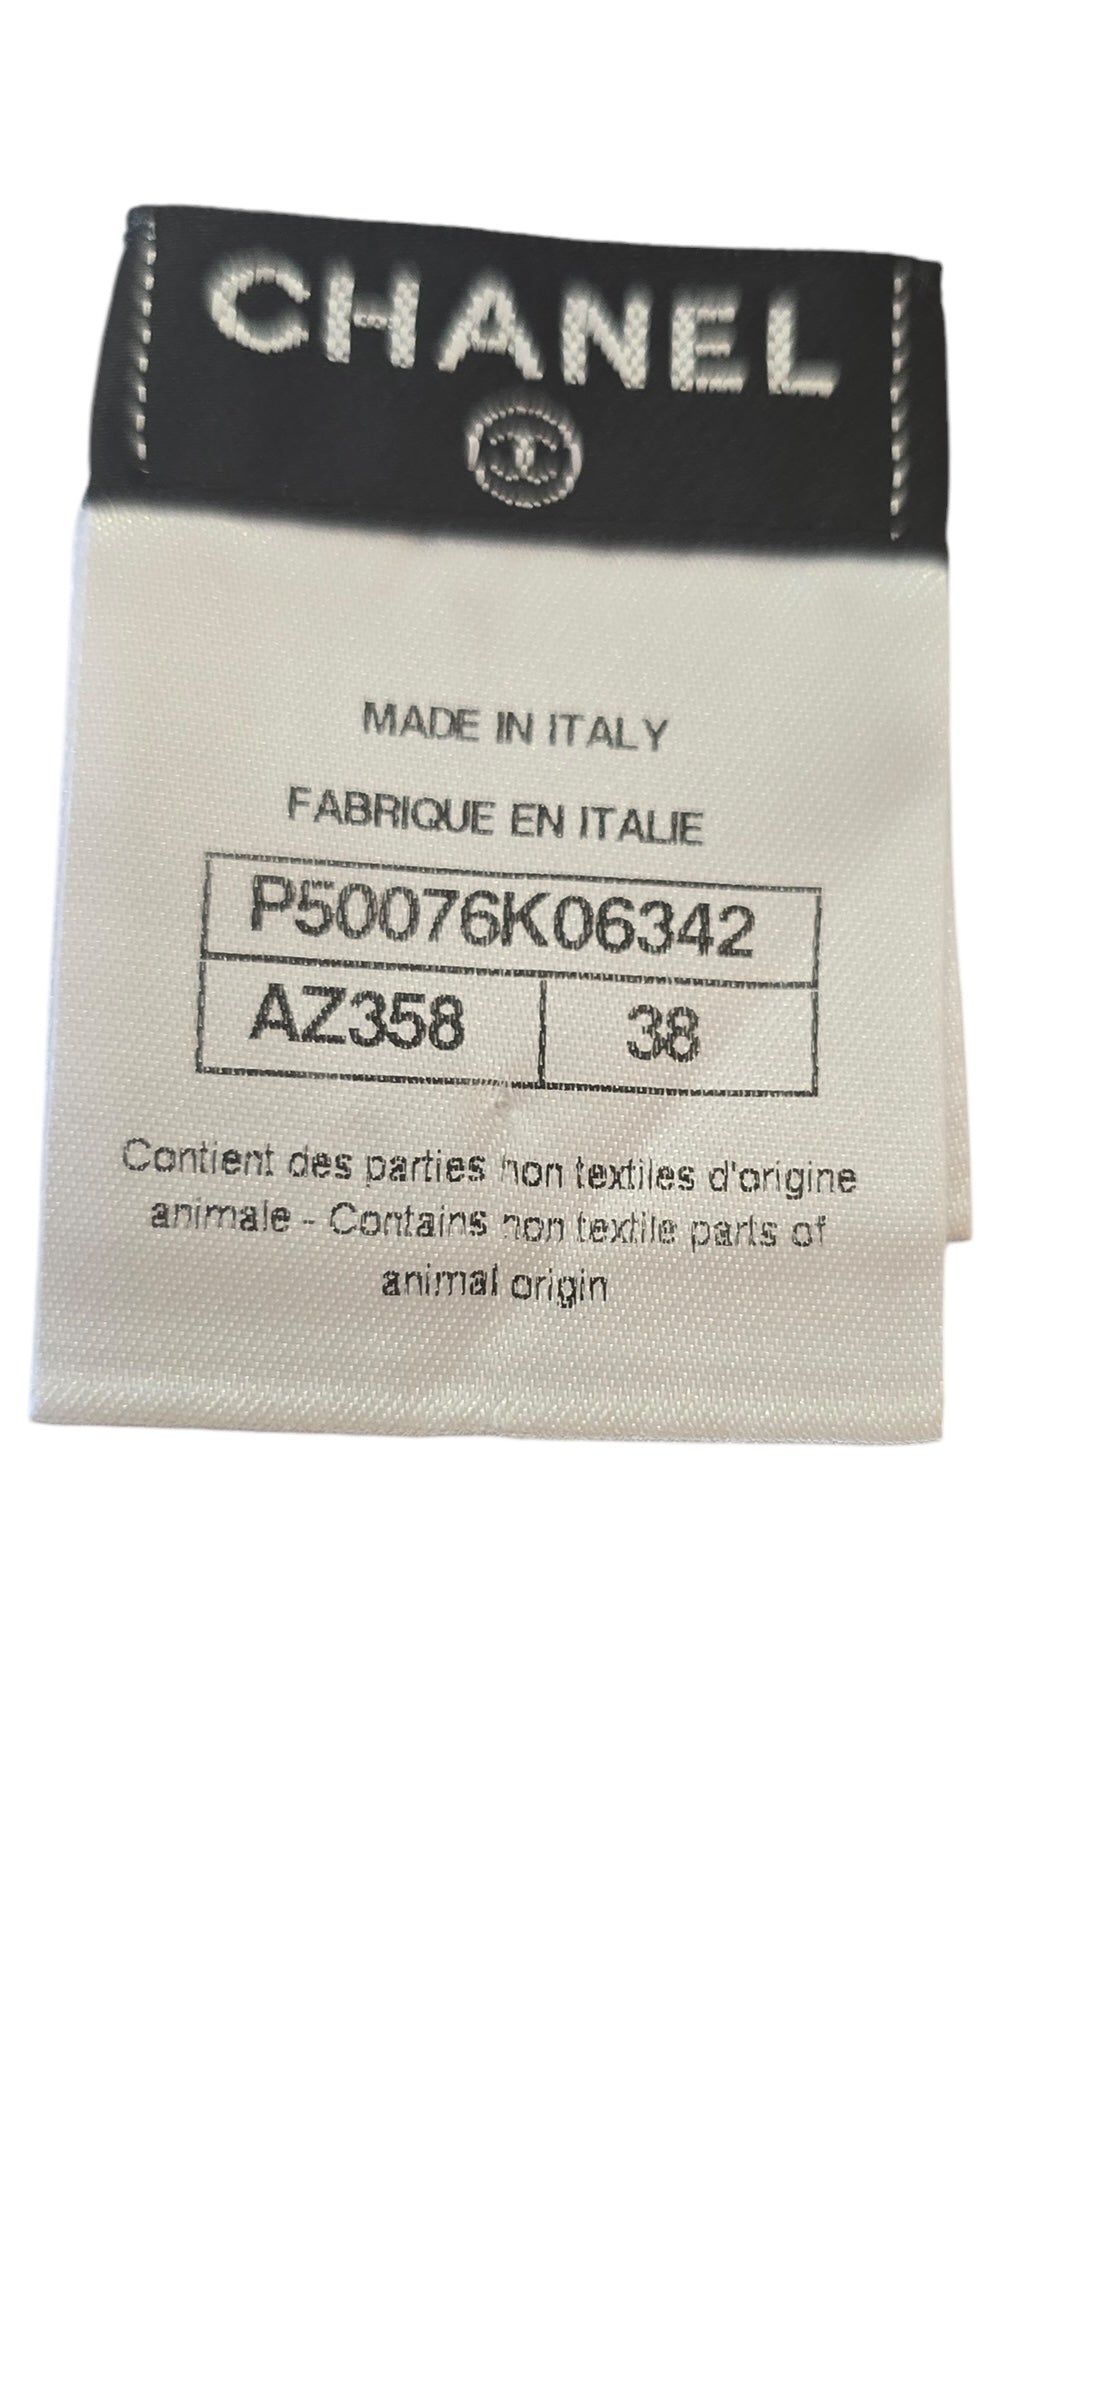 CHANEL
MADE IN ITALY
FABRIQUE EN ITALIE
P50076K06342
AZ358 38
Contient des parties non textiles d'origine
animale - Contains non textile parts of
animal origin